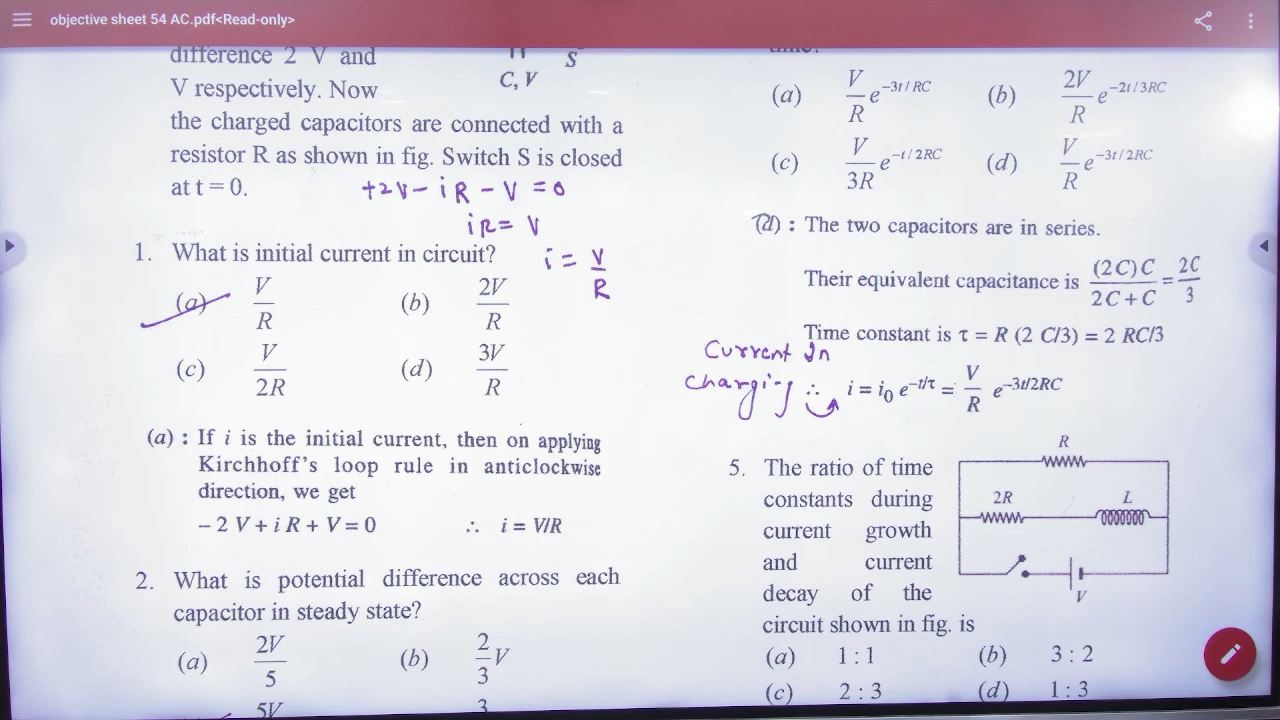 objective sheet 54 AC.pdf<Read-only>
difference 2 V and
V respectively. Now
the charged capacitors are connected with a
resistor R as shown in fig. Switch S is closed
at t = 0.
C, V
S
+2V - iR - V = 0
iR = V
i = V/R
1. What is initial current in circuit?
(a) V/R (b) 2V/R
(c) V/2R (d) 3V/R
(a) : If i is the initial current, then on applying
Kirchhoff's loop rule in anticlockwise
direction, we get
– 2 V + i R + V = 0 ∴ i = V/R
2. What is potential difference across each
capacitor in steady state?
(a) 2V/5 (b) 2/3 V
5V 3
time?
(a) V/R e^–3t/RC (b) 2V/R e^–2t/3RC
(c) V/3R e^–t/2RC (d) V/R e^–3t/2RC
(d) : The two capacitors are in series.
Their equivalent capacitance is (2C)C/2C+C = 2C/3
Time constant is τ = R (2 C/3) = 2 RC/3
Current In
Charging
∴ i = i₀ e^–t/τ = V/R e^–3t/2RC
5. The ratio of time
constants during
current growth
and current
decay of the
circuit shown in fig. is
R
2R L
V
(a) 1 : 1 (b) 3 : 2
(c) 2 : 3 (d) 1 : 3